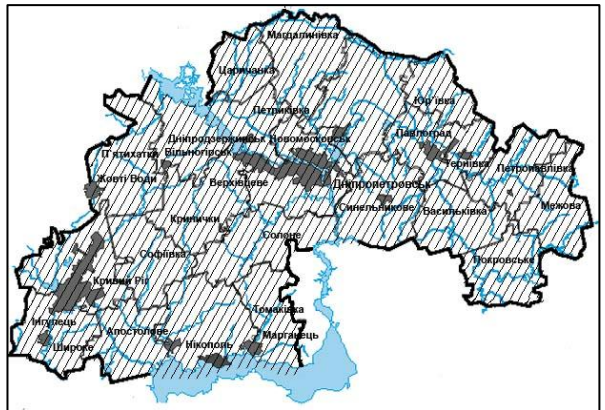 Магдалинівка
Царичанка
Юр'ївка
Петриківка
Дніпродзержинськ Новомосковськ
Павлоград
П'ятихатки
Вільногірськ
Тернівка
Петропавлівка
Жовті Води
Верхівцеве
Дніпропетровськ
Синельникове
Васильківка
Межова
Кринички
Солоне
Софіївка
Покровське
Кривий Ріг
Томаківка
Інгулець
Апостолове
Марганець
Широке
Нікополь